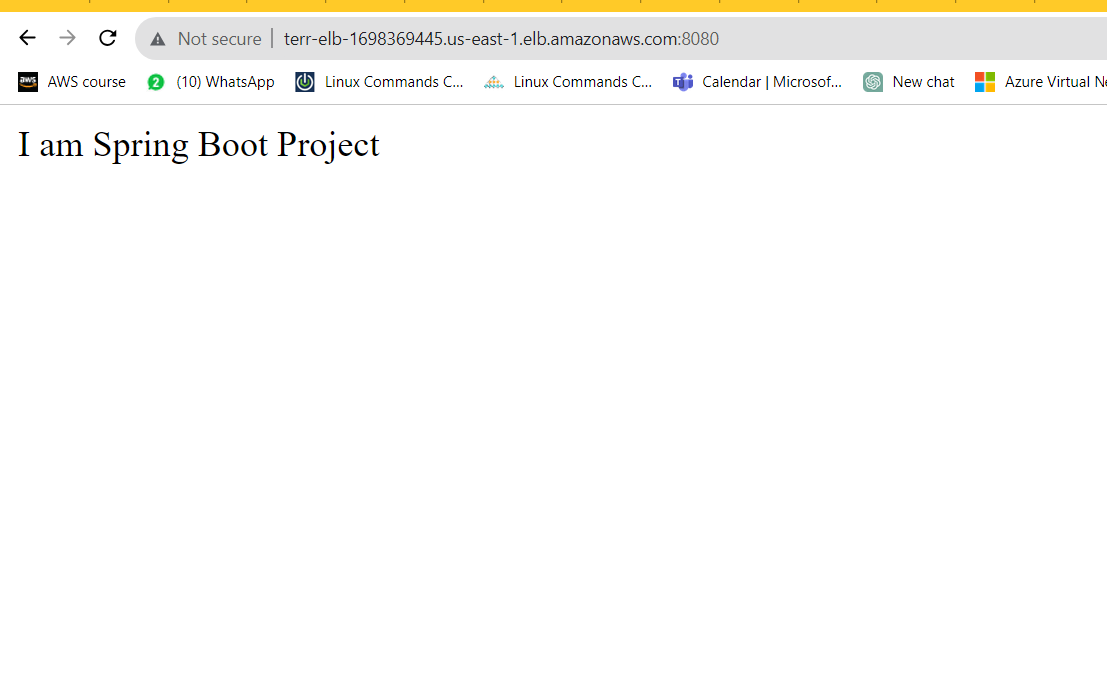 Not secure terr-elb-1698369445.us-east-1.elb.amazonaws.com:8080
aws AWS course 2 (10) WhatsApp Linux Commands C... Linux Commands C... Calendar | Microsof... New chat Azure Virtual Ne
I am Spring Boot Project